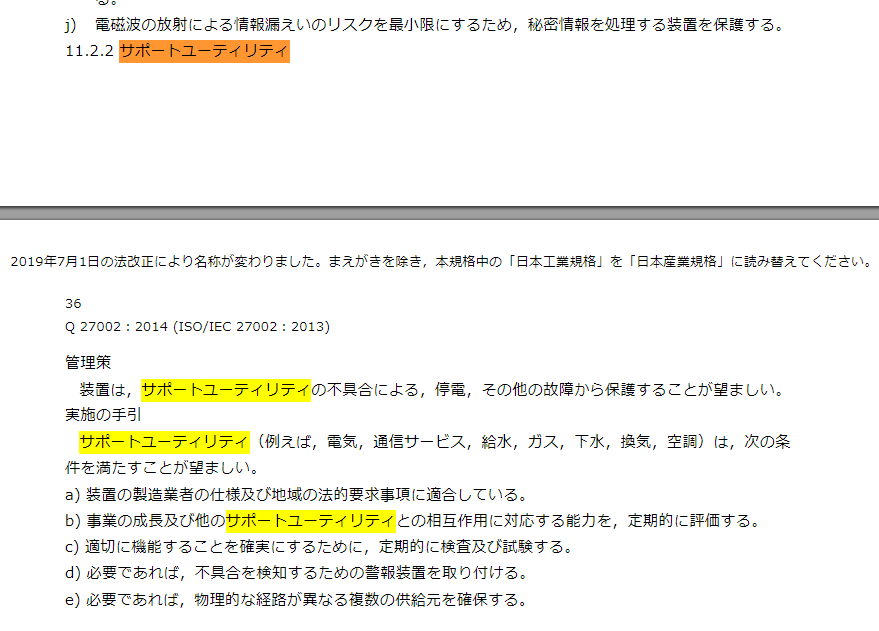 る。
j) 電磁波の放射による情報漏えいのリスクを最小限にするため，秘密情報を処理する装置を保護する。
11.2.2 サポートユーティリティ
2019年7月1日の法改正により名称が変わりました。まえがきを除き，本規格中の「日本工業規格」を「日本産業規格」に読み替えてください。
36
Q 27002：2014 (ISO/IEC 27002：2013)
管理策
装置は，サポートユーティリティの不具合による，停電，その他の故障から保護することが望ましい。
実施の手引
サポートユーティリティ（例えば，電気，通信サービス，給水，ガス，下水，換気，空調）は，次の条
件を満たすことが望ましい。
a) 装置の製造業者の仕様及び地域の法的要求事項に適合している。
b) 事業の成長及び他のサポートユーティリティとの相互作用に対応する能力を，定期的に評価する。
c) 適切に機能することを確実にするために，定期的に検査及び試験する。
d) 必要であれば，不具合を検知するための警報装置を取り付ける。
e) 必要であれば，物理的な経路が異なる複数の供給元を確保する。